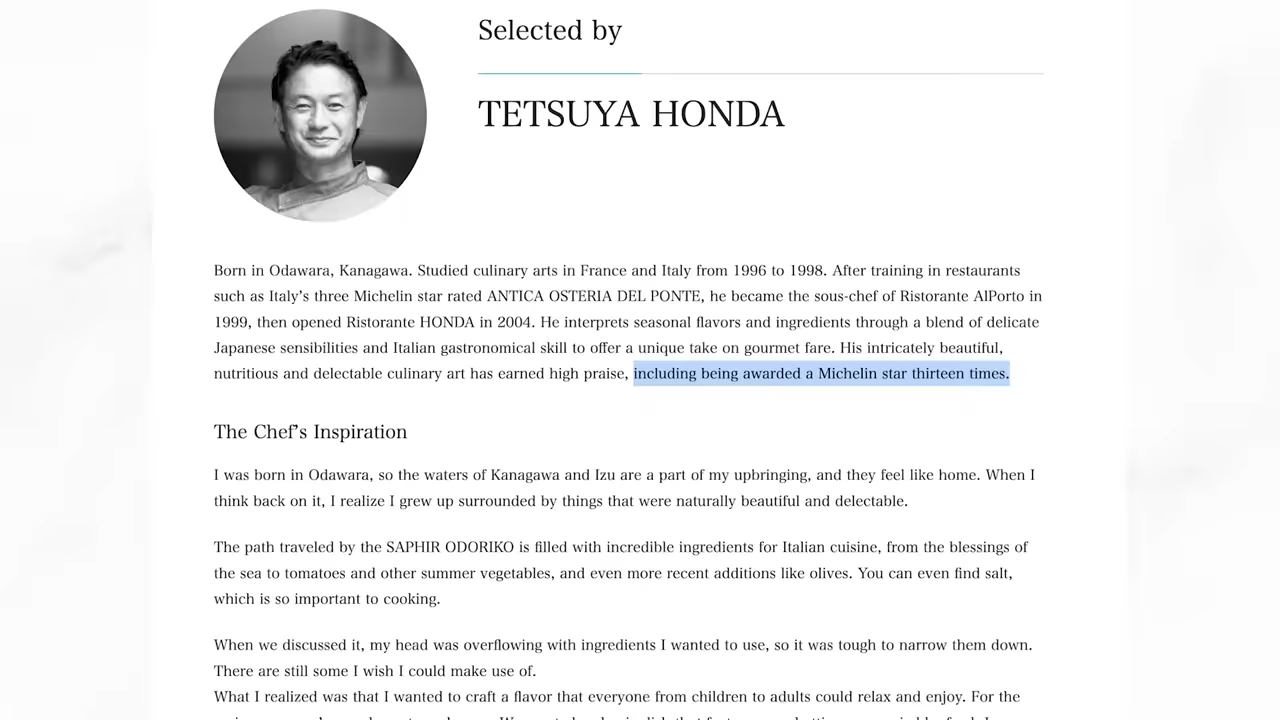 Selected by
TETSUYA HONDA
Born in Odawara, Kanagawa. Studied culinary arts in France and Italy from 1996 to 1998. After training in restaurants
such as Italy's three Michelin star rated ANTICA OSTERIA DEL PONTE, he became the sous-chef of Ristorante AlPorto in
1999, then opened Ristorante HONDA in 2004. He interprets seasonal flavors and ingredients through a blend of delicate
Japanese sensibilities and Italian gastronomical skill to offer a unique take on gourmet fare. His intricately beautiful,
nutritious and delectable culinary art has earned high praise, including being awarded a Michelin star thirteen times.
The Chef's Inspiration
I was born in Odawara, so the waters of Kanagawa and Izu are a part of my upbringing, and they feel like home. When I
think back on it, I realize I grew up surrounded by things that were naturally beautiful and delectable.
The path traveled by the SAPHIR ODORIKO is filled with incredible ingredients for Italian cuisine, from the blessings of
the sea to tomatoes and other summer vegetables, and even more recent additions like olives. You can even find salt,
which is so important to cooking.
When we discussed it, my head was overflowing with ingredients I wanted to use, so it was tough to narrow them down.
There are still some I wish I could make use of.
What I realized was that I wanted to craft a flavor that everyone from children to adults could relax and enjoy. For the